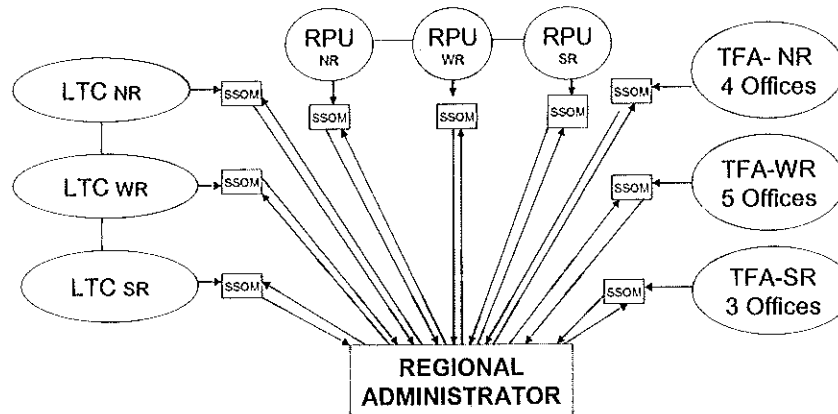 RPU
NR
RPU
WR
RPU
SR
TFA- NR
4 Offices
LTC NR
SSOM
SSOM
SSOM
SSOM
SSOM
LTC WR
SSOM
SSOM
TFA-WR
5 Offices
LTC SR
SSOM
SSOM
TFA-SR
3 Offices
REGIONAL
ADMINISTRATOR